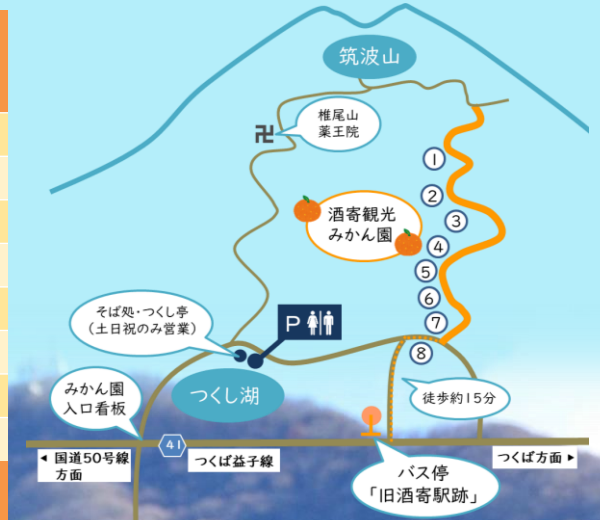 筑波山
椎尾山
薬王院
卍
①
②
③
④
⑤
⑥
⑦
⑧
酒寄観光
みかん園
P
そば処・つくし亭
(土日祝のみ営業)
つくし湖
みかん園
入口看板
徒歩約15分
41
◀ 国道50号線
方面
つくば益子線
つくば方面 ▶
バス停
「旧酒寄駅跡」